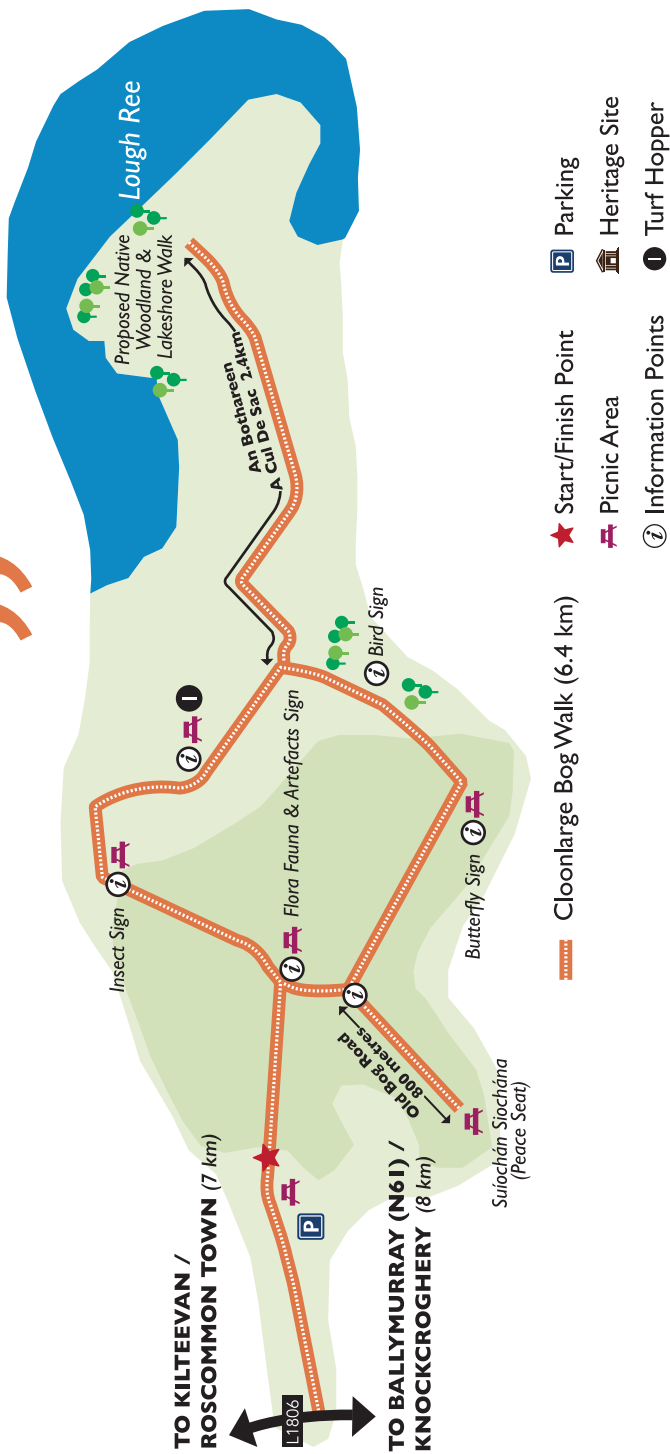 TO KILTEEVAN /
ROSCOMMON TOWN (7 km)
L1806
TO BALLYMURRAY (N61) /
KNOCKCROGHERY (8 km)
P
Insect Sign
i
i
I
i
Flora Fauna & Artefacts Sign
i
Old Bog Road
800 metres
Suíochán Síochána
(Peace Seat)
Butterfly Sign
i
i
Bird Sign
An Bothareen
A Cul De Sac 2.4km
Proposed Native
Woodland &
Lakeshore Walk
Lough Ree
Cloonlarge Bog Walk (6.4 km)
Start/Finish Point
Picnic Area
i Information Points
P Parking
Heritage Site
I Turf Hopper